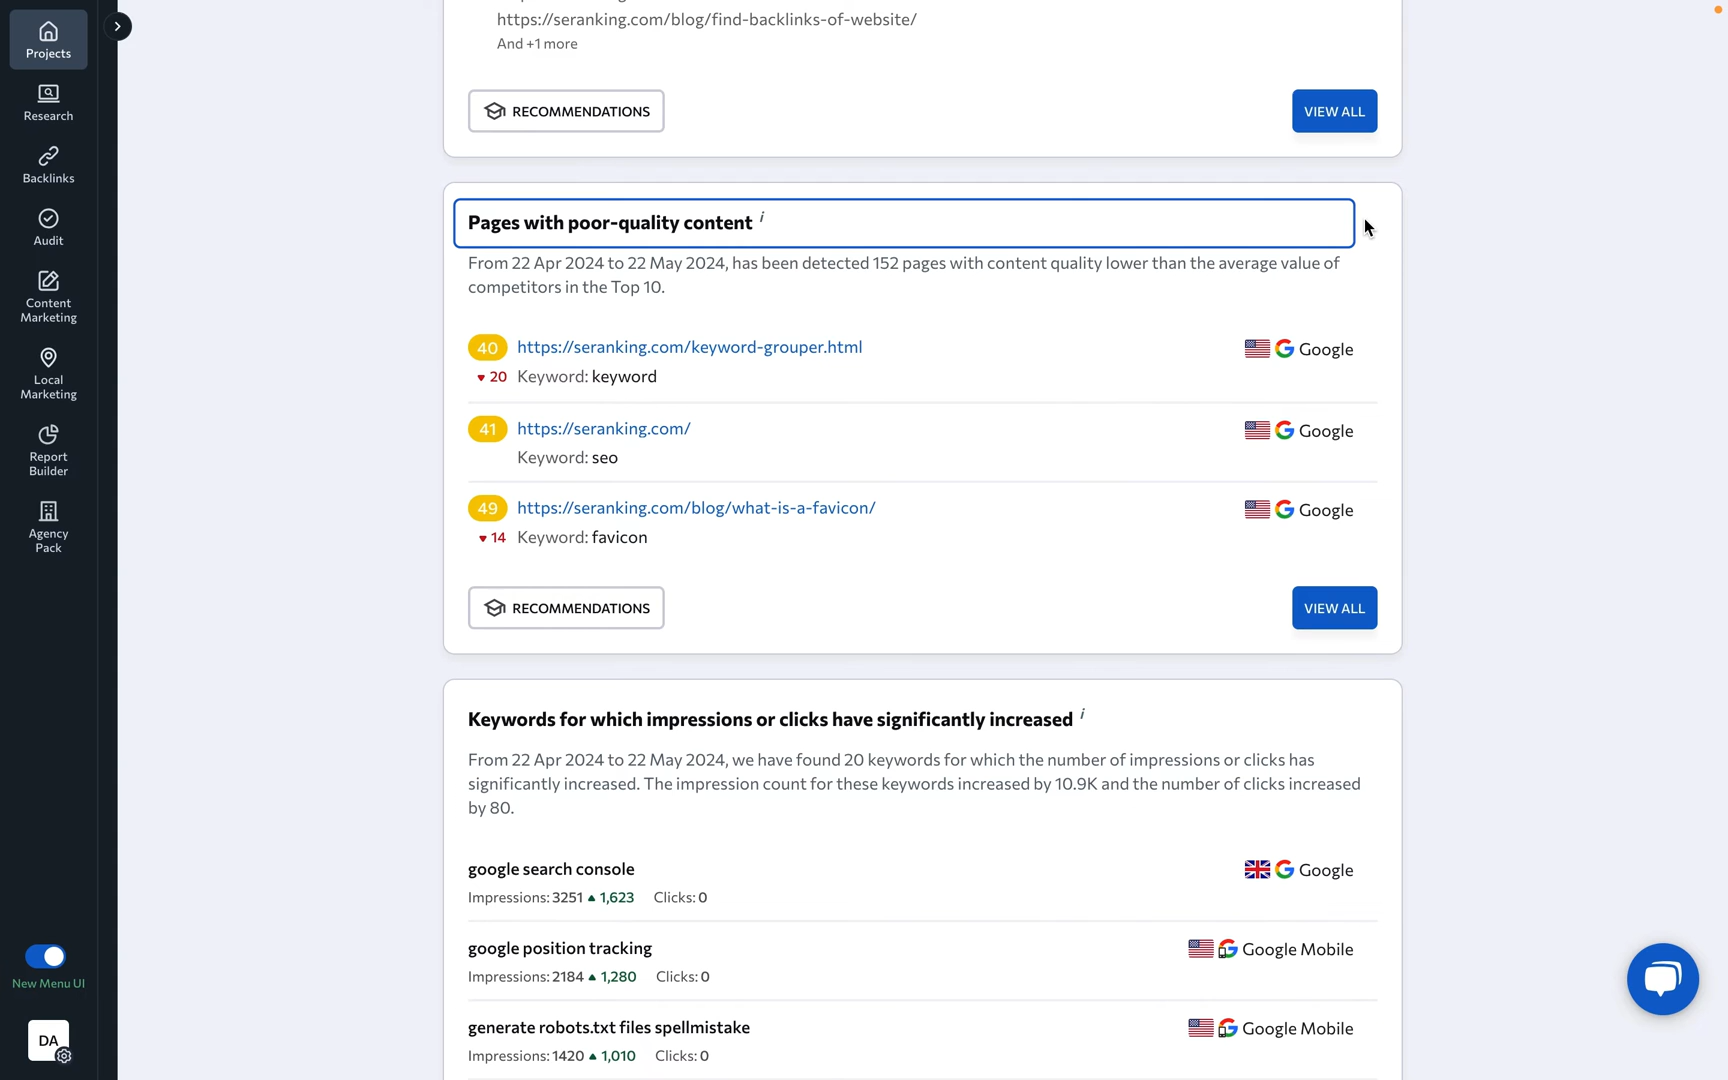 Projects
Research
Backlinks
Audit
Content
Marketing
Local
Marketing
Report
Builder
Agency
Pack
New Menu UI
DA
https://seranking.com/blog/find-backlinks-of-website/
And +1 more
RECOMMENDATIONS
VIEW ALL
Pages with poor-quality content i
From 22 Apr 2024 to 22 May 2024, has been detected 152 pages with content quality lower than the average value of
competitors in the Top 10.
40 https://seranking.com/keyword-grouper.html Google
▼ 20 Keyword: keyword
41 https://seranking.com/ Google
Keyword: seo
49 https://seranking.com/blog/what-is-a-favicon/ Google
▼ 14 Keyword: favicon
RECOMMENDATIONS
VIEW ALL
Keywords for which impressions or clicks have significantly increased i
From 22 Apr 2024 to 22 May 2024, we have found 20 keywords for which the number of impressions or clicks has
significantly increased. The impression count for these keywords increased by 10.9K and the number of clicks increased
by 80.
google search console Google
Impressions: 3251 ▲ 1,623 Clicks: 0
google position tracking Google Mobile
Impressions: 2184 ▲ 1,280 Clicks: 0
generate robots.txt files spellmistake Google Mobile
Impressions: 1420 ▲ 1,010 Clicks: 0